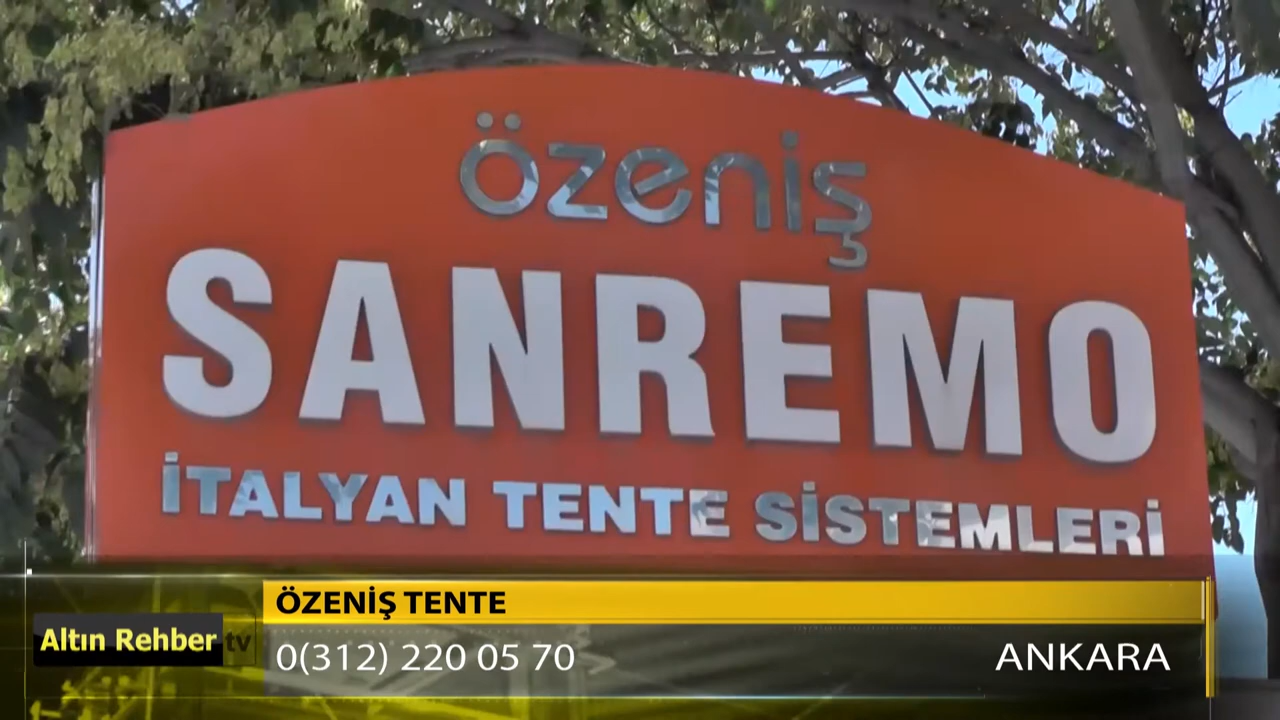 özeniş
SANREMO
İTALYAN TENTE SİSTEMLERİ
ÖZENİŞ TENTE
Altın Rehber tv
0(312) 220 05 70
ANKARA